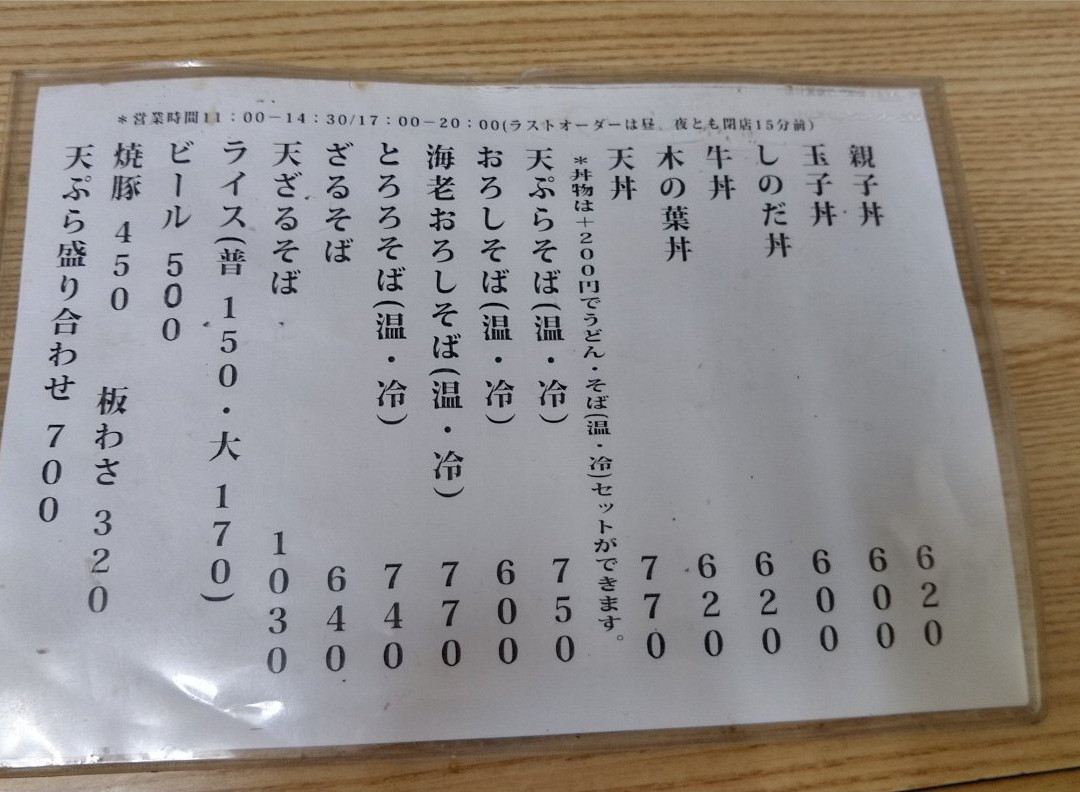 ＊営業時間11：00－14：30/17：00－20：00(ラストオーダーは昼、夜とも閉店15分前)
親子丼 620
玉子丼 600
しのだ丼 600
牛丼 620
木の葉丼 620
天丼 770
＊丼物は＋200円でうどん・そば(温・冷)セットができます。
天ぷらそば(温・冷) 750
おろしそば(温・冷) 600
海老おろしそば(温・冷) 770
とろろそば(温・冷) 740
ざるそば 640
天ざるそば 1030
ライス(普 150・大 170)
ビール 500
焼豚 450 板わさ 320
天ぷら盛り合わせ 700